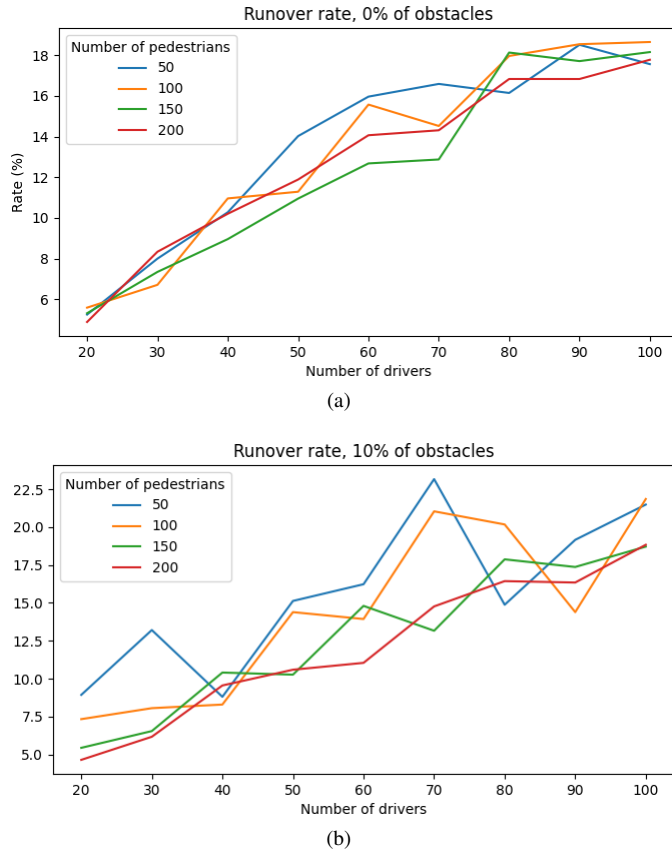 Runover rate, 0% of obstacles
Number of pedestrians
50
100
150
200
18
16
14
12
10
8
6
Rate (%)
20 30 40 50 60 70 80 90 100
Number of drivers
(a)
Runover rate, 10% of obstacles
Number of pedestrians
50
100
150
200
22.5
20.0
17.5
15.0
12.5
10.0
7.5
5.0
20 30 40 50 60 70 80 90 100
Number of drivers
(b)